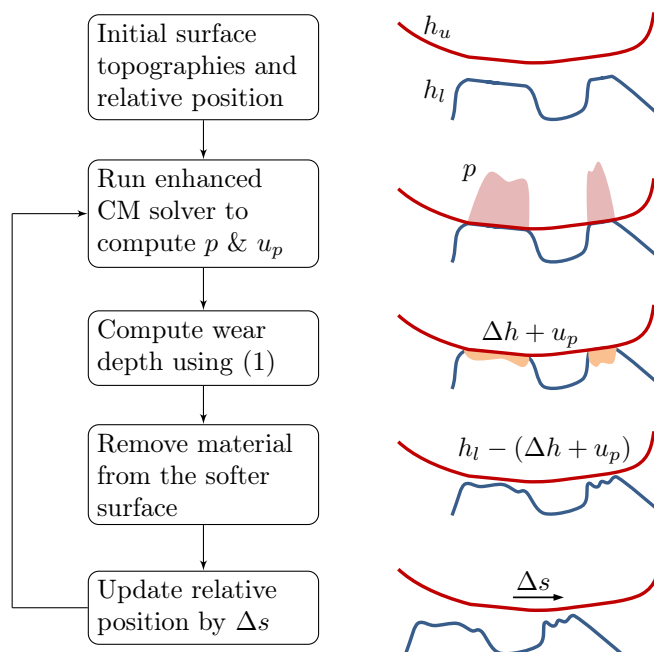 Initial surface
topographies and
relative position
h_u
h_l
Run enhanced
CM solver to
compute p & u_p
p
Compute wear
depth using (1)
Δh + u_p
Remove material
from the softer
surface
h_l − (Δh + u_p)
Update relative
position by Δs
Δs